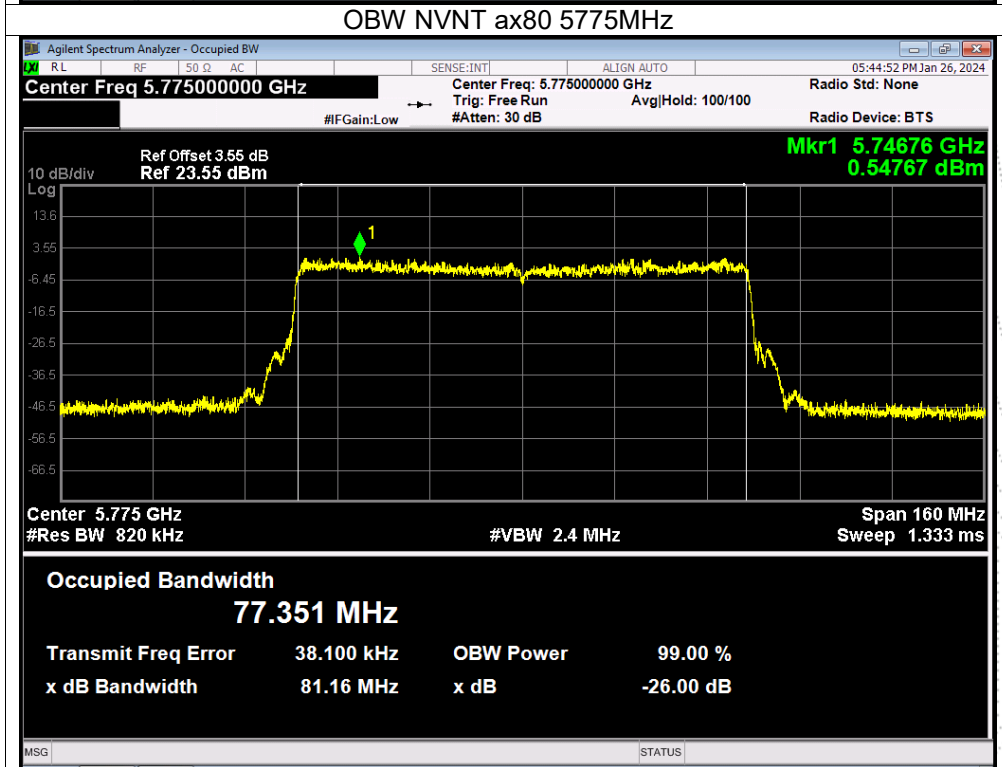 OBW NVNT ax80 5775MHz
Agilent Spectrum Analyzer - Occupied BW
LXI RL RF 50 Ω AC SENSE:INT ALIGN AUTO 05:44:52 PM Jan 26, 2024
Center Freq 5.775000000 GHz Center Freq: 5.775000000 GHz Radio Std: None
Trig: Free Run Avg|Hold: 100/100
#IFGain:Low #Atten: 30 dB Radio Device: BTS
Mkr1 5.74676 GHz
0.54767 dBm
Ref Offset 3.55 dB
10 dB/div Ref 23.55 dBm
Log
13.6
1
3.55
-6.45
-16.5
-26.5
-36.5
-46.5
-56.5
-66.5
Center 5.775 GHz Span 160 MHz
#Res BW 820 kHz #VBW 2.4 MHz Sweep 1.333 ms
Occupied Bandwidth
77.351 MHz
Transmit Freq Error 38.100 kHz OBW Power 99.00 %
x dB Bandwidth 81.16 MHz x dB -26.00 dB
MSG STATUS